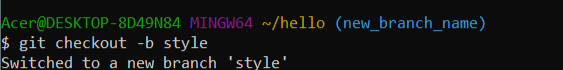 Acer@DESKTOP-8D49N84 MINGW64 ~/hello (new_branch_name)
$ git checkout -b style
Switched to a new branch 'style'